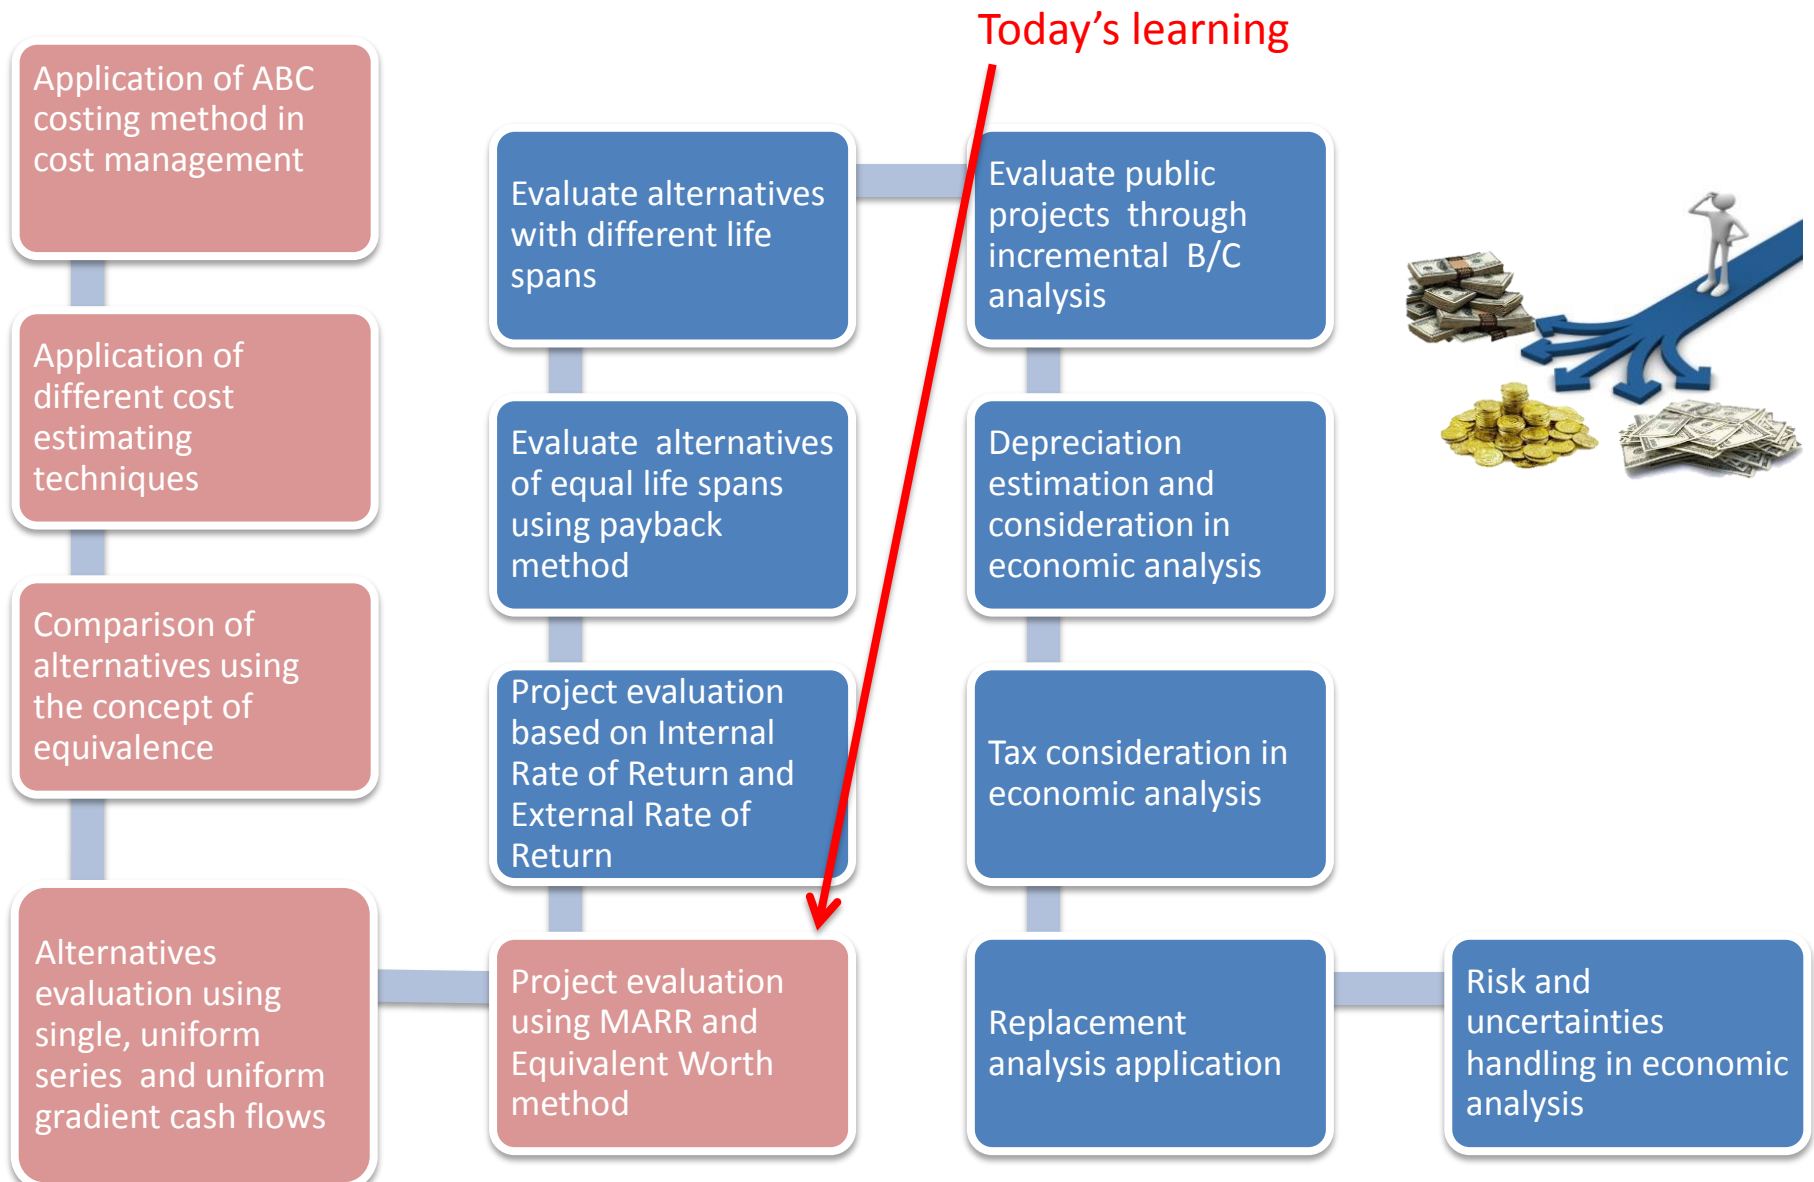 Today's learning
Application of ABC
costing method in
cost management
Application of
different cost
estimating
techniques
Comparison of
alternatives using
the concept of
equivalence
Alternatives
evaluation using
single, uniform
series and uniform
gradient cash flows
Project evaluation
using MARR and
Equivalent Worth
method
Project evaluation
based on Internal
Rate of Return and
External Rate of
Return
Evaluate alternatives
of equal life spans
using payback
method
Evaluate alternatives
with different life
spans
Evaluate public
projects through
incremental B/C
analysis
Depreciation
estimation and
consideration in
economic analysis
Tax consideration in
economic analysis
Replacement
analysis application
Risk and
uncertainties
handling in economic
analysis